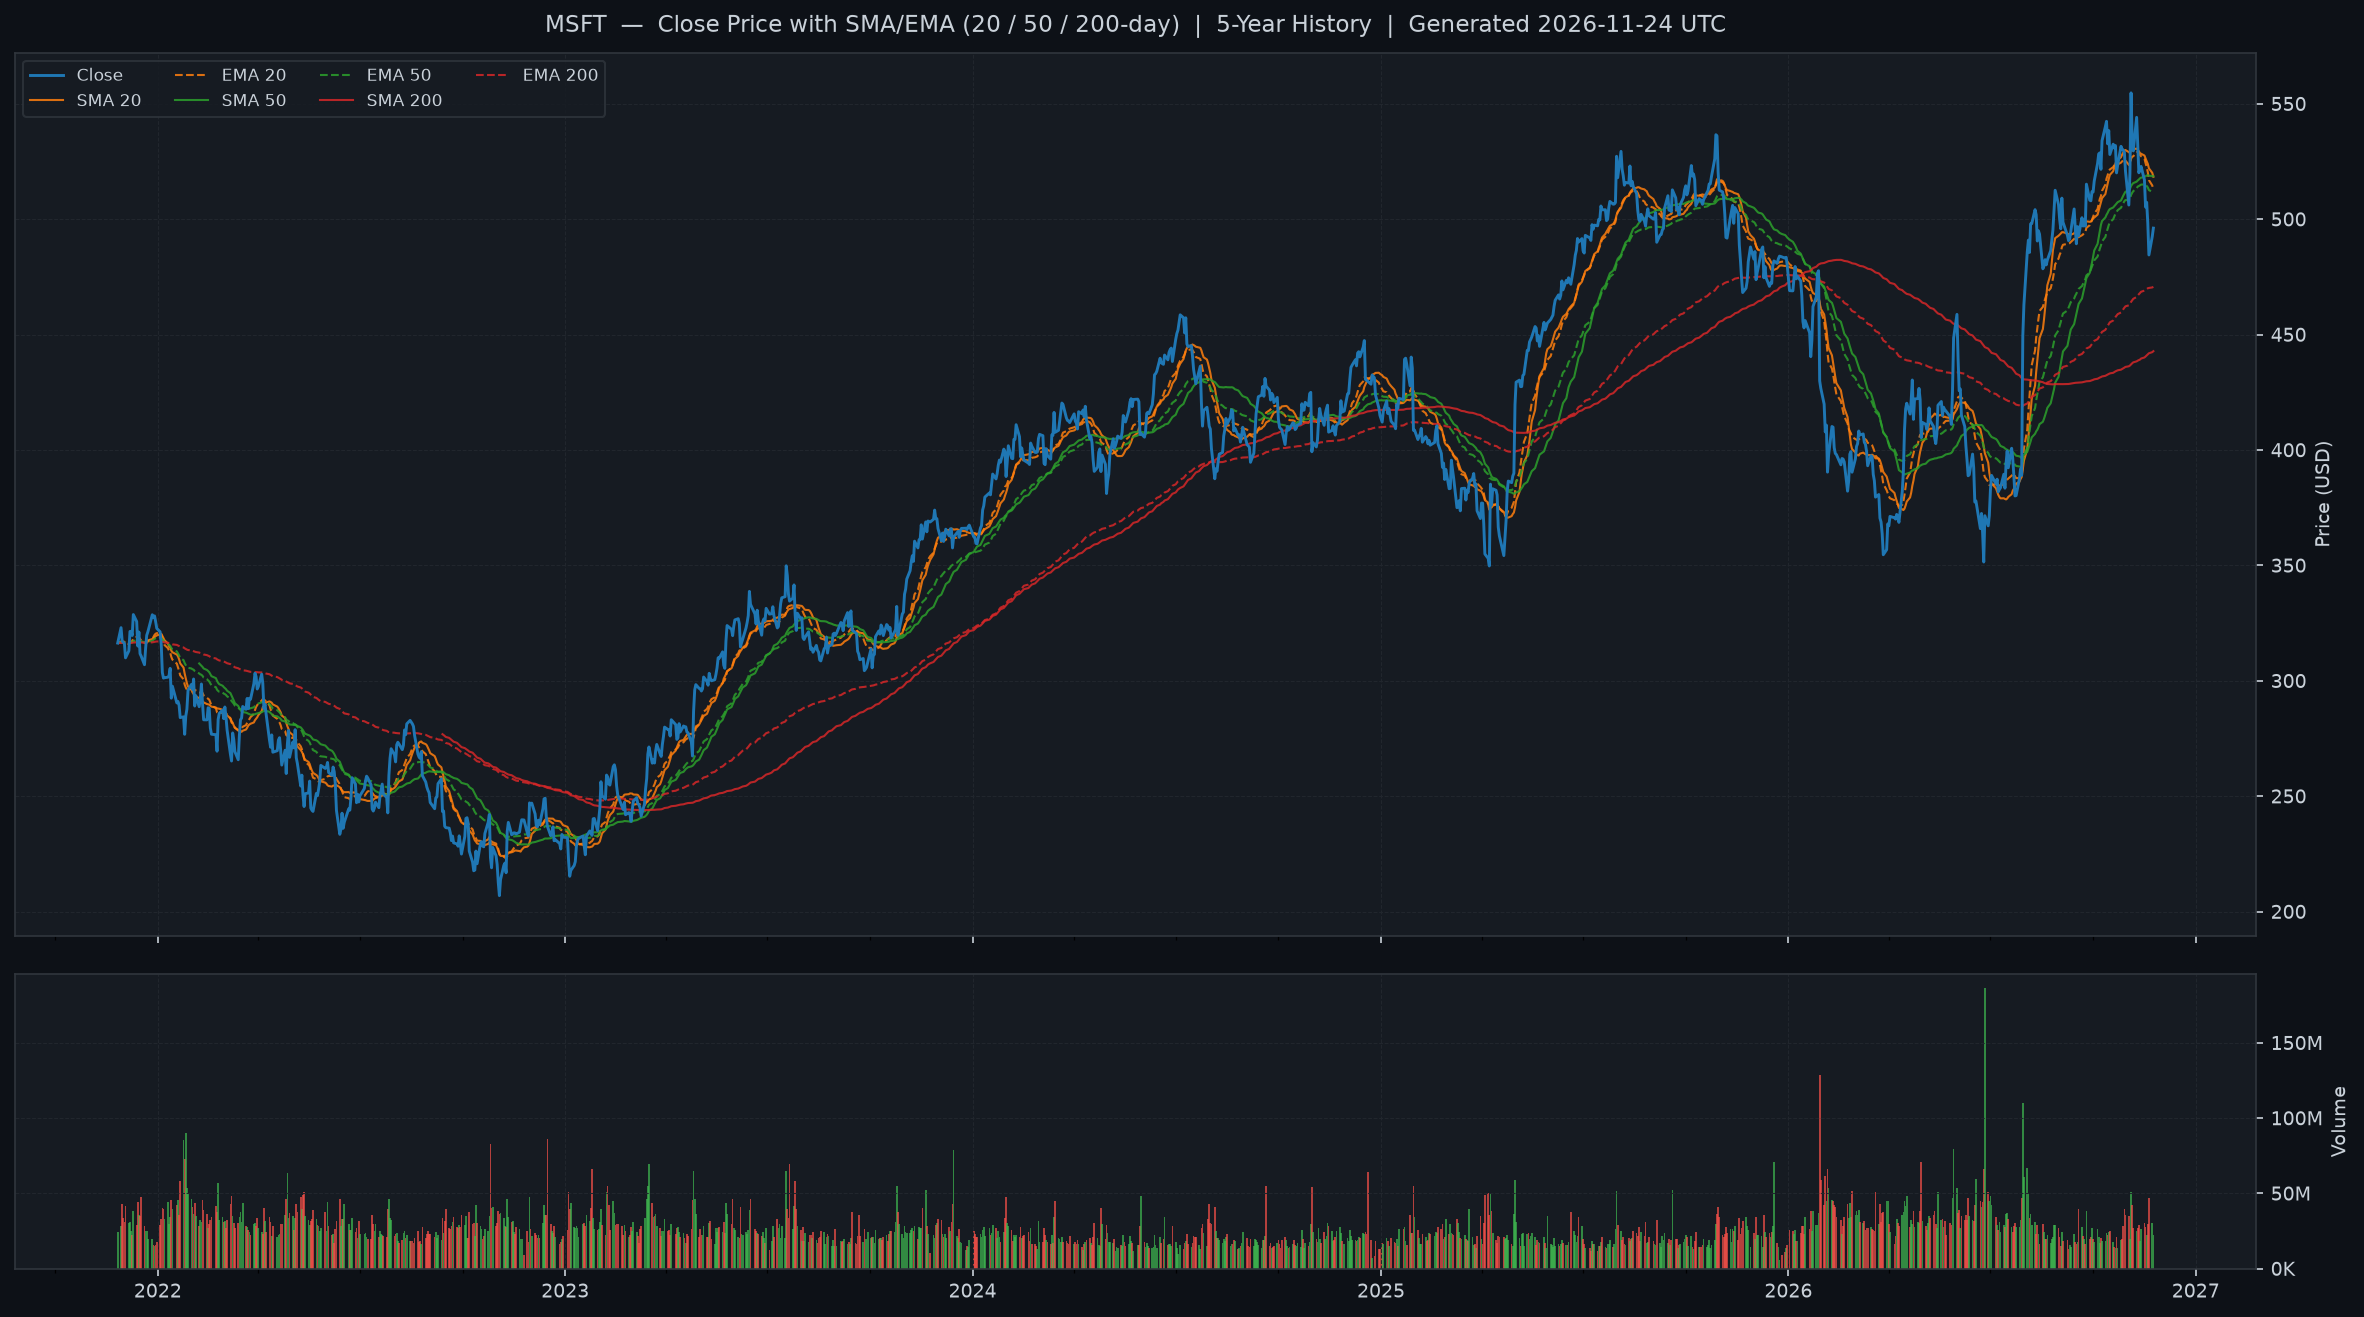 MSFT — Close Price with SMA/EMA (20 / 50 / 200-day) | 5-Year History | Generated 2026-11-24 UTC
Close EMA 20 EMA 50 EMA 200
SMA 20 SMA 50 SMA 200
550
500
450
400
350
300
250
200
Price (USD)
150M
100M
50M
0K
Volume
2022 2023 2024 2025 2026 2027